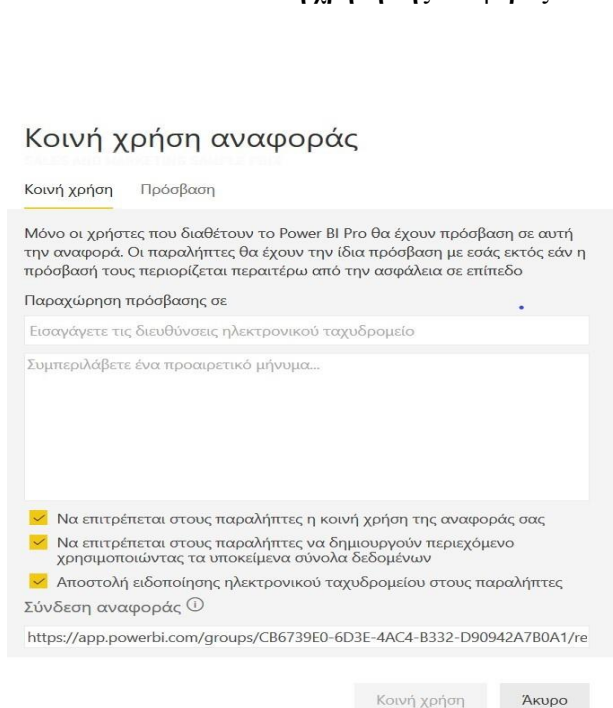 Κοινή χρήση αναφοράς
Κοινή χρήση Πρόσβαση
Μόνο οι χρήστες που διαθέτουν το Power BI Pro θα έχουν πρόσβαση σε αυτή
την αναφορά. Οι παραλήπτες θα έχουν την ίδια πρόσβαση με εσάς εκτός εάν η
πρόσβασή τους περιορίζεται περαιτέρω από την ασφάλεια σε επίπεδο
Παραχώρηση πρόσβασης σε
Εισαγάγετε τις διευθύνσεις ηλεκτρονικού ταχυδρομείο
Συμπεριλάβετε ένα προαιρετικό μήνυμα...
Να επιτρέπεται στους παραλήπτες η κοινή χρήση της αναφοράς σας
Να επιτρέπεται στους παραλήπτες να δημιουργούν περιεχόμενο
χρησιμοποιώντας τα υποκείμενα σύνολα δεδομένων
Αποστολή ειδοποίησης ηλεκτρονικού ταχυδρομείου στους παραλήπτες
Σύνδεση αναφοράς
https://app.powerbi.com/groups/CB6739E0-6D3E-4AC4-B332-D90942A7B0A1/re
Κοινή χρήση Άκυρο